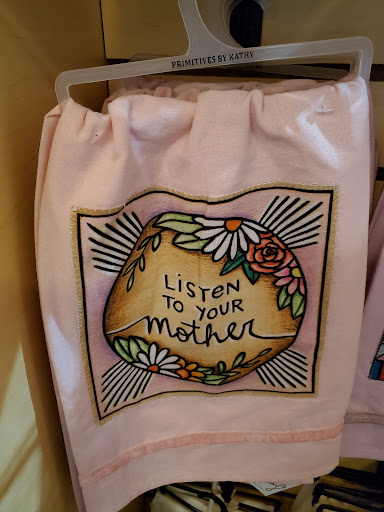 PRIMITIVES BY KATHY
LISTEN
TO YOUR
Mother